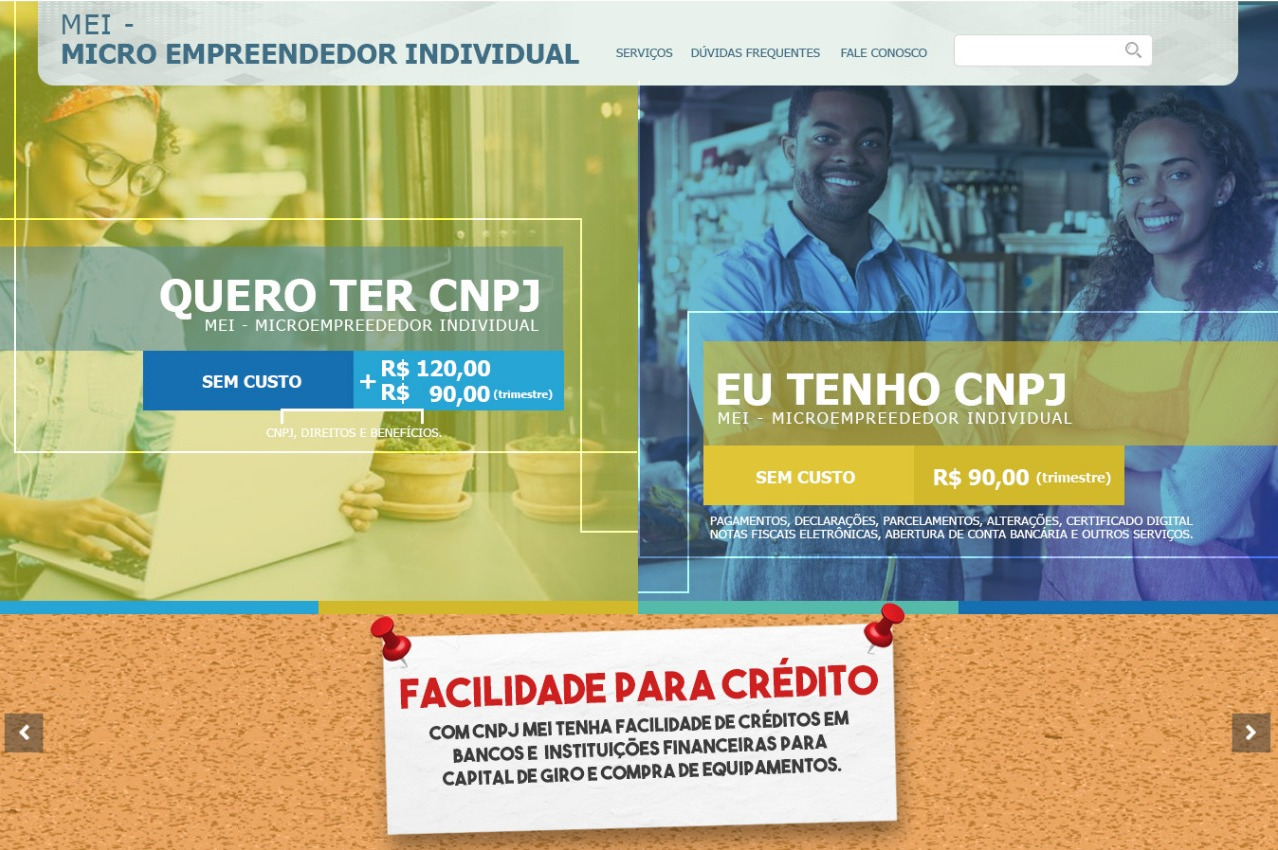 MEI -
MICRO EMPREENDEDOR INDIVIDUAL
SERVIÇOS DÚVIDAS FREQUENTES FALE CONOSCO
QUERO TER CNPJ
MEI - MICROEMPREEDEDOR INDIVIDUAL
SEM CUSTO + R$ 120,00
R$ 90,00 (trimestre)
CNPJ, DIREITOS E BENEFÍCIOS.
EU TENHO CNPJ
MEI - MICROEMPREEDEDOR INDIVIDUAL
SEM CUSTO R$ 90,00 (trimestre)
PAGAMENTOS, DECLARAÇÕES, PARCELAMENTOS, ALTERAÇÕES, CERTIFICADO DIGITAL
NOTAS FISCAIS ELETRÔNICAS, ABERTURA DE CONTA BANCÁRIA E OUTROS SERVIÇOS.
FACILIDADE PARA CRÉDITO
COM CNPJ MEI TENHA FACILIDADE DE CRÉDITOS EM
BANCOS E INSTITUIÇÕES FINANCEIRAS PARA
CAPITAL DE GIRO E COMPRA DE EQUIPAMENTOS.